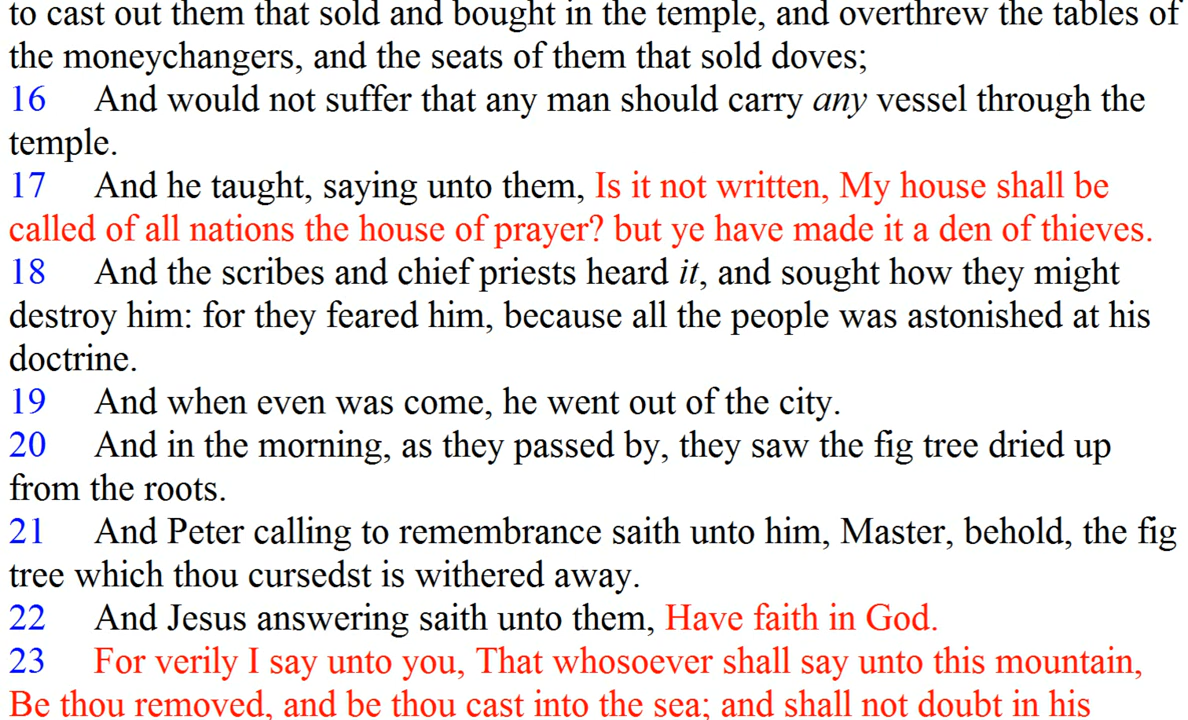 to cast out them that sold and bought in the temple, and overthrew the tables of
the moneychangers, and the seats of them that sold doves;
16 And would not suffer that any man should carry any vessel through the
temple.
17 And he taught, saying unto them, Is it not written, My house shall be
called of all nations the house of prayer? but ye have made it a den of thieves.
18 And the scribes and chief priests heard it, and sought how they might
destroy him: for they feared him, because all the people was astonished at his
doctrine.
19 And when even was come, he went out of the city.
20 And in the morning, as they passed by, they saw the fig tree dried up
from the roots.
21 And Peter calling to remembrance saith unto him, Master, behold, the fig
tree which thou cursedst is withered away.
22 And Jesus answering saith unto them, Have faith in God.
23 For verily I say unto you, That whosoever shall say unto this mountain,
Be thou removed, and be thou cast into the sea; and shall not doubt in his